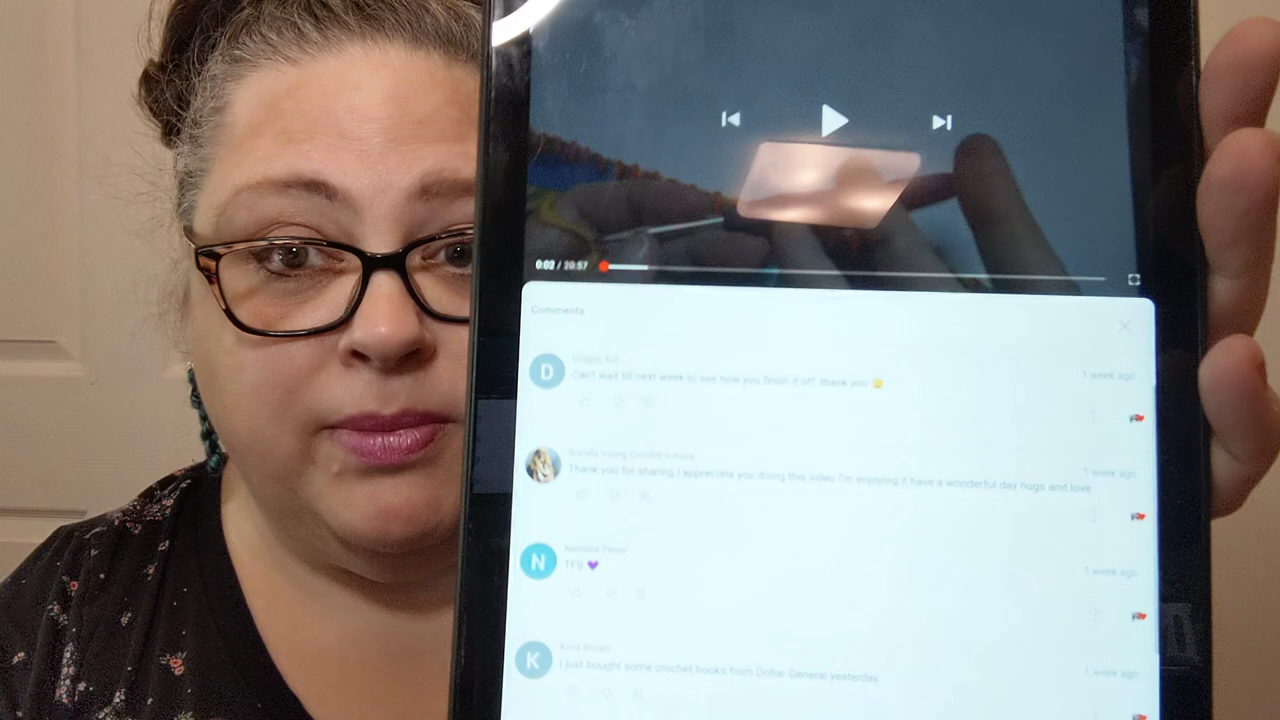 0:02 / 20:57
Comments
D
Can't wait till next week to see how you finish it off. thank you
1 week ago
Brenda Young Crochet
Thank you for sharing I appreciate you doing this video I'm enjoying it have a wonderful day hugs and love
1 week ago
N
TFS 💜
1 week ago
K
I just bought some crochet hooks from Dollar General yesterday
1 week ago